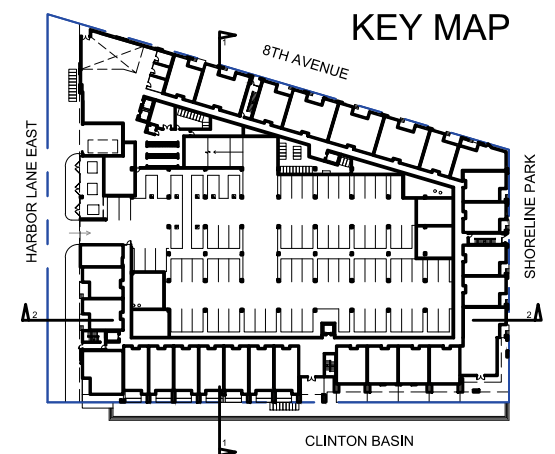 KEY MAP
8TH AVENUE
HARBOR LANE EAST
SHORELINE PARK
1
2
2
1
CLINTON BASIN